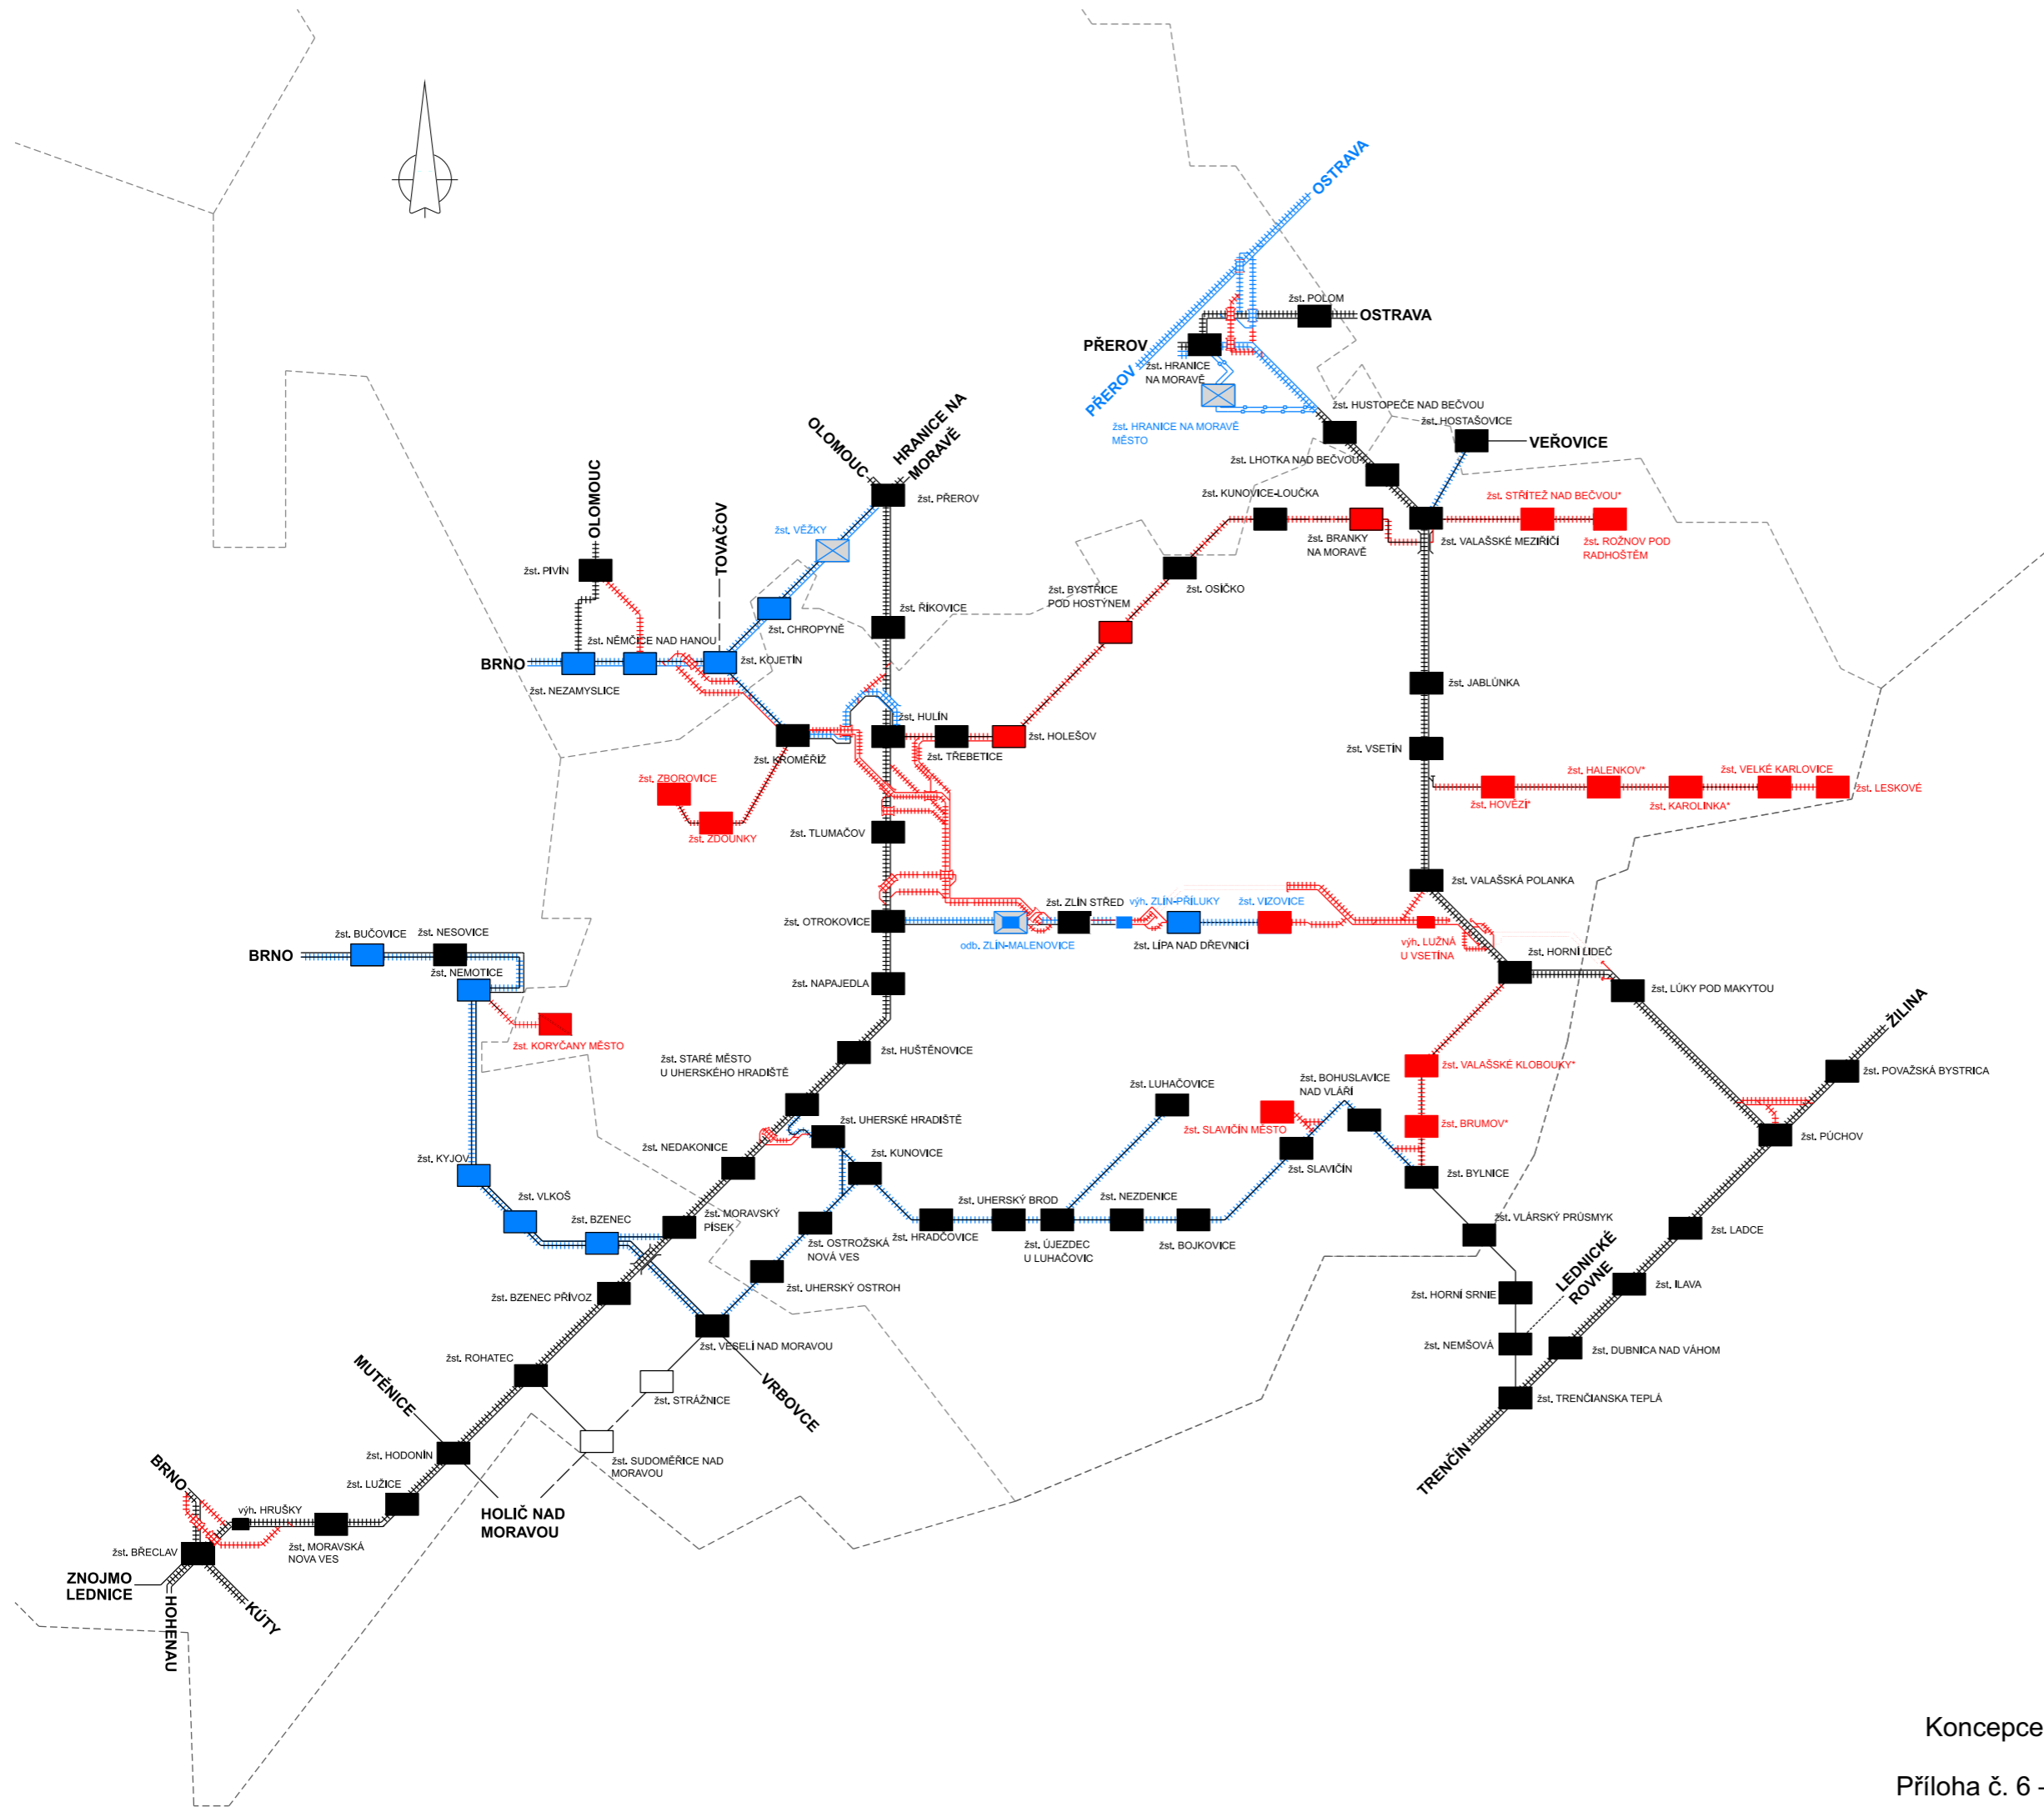 OSTRAVA
žst. POLOM
OSTRAVA
PŘEROV
žst. HRANICE
NA MORAVĚ
PŘEROV
žst. HRANICE NA MORAVĚ
MĚSTO
žst. HUSTOPEČE NAD BEČVOU
žst. HOSTAŠOVICE
VEŘOVICE
žst. LHOTKA NAD BEČVOU
OLOMOUC
HRANICE NA
MORAVĚ
žst. PŘEROV
žst. KUNOVICE-LOUČKA
žst. STŘÍTEŽ NAD BEČVOU*
žst. BRANKY
NA MORAVĚ
žst. VALAŠSKÉ MEZIŘÍČÍ
žst. ROŽNOV POD
RADHOŠTĚM
OLOMOUC
TOVAČOV
žst. VĚŽKY
žst. PIVÍN
žst. BYSTŘICE
POD HOSTÝNEM
žst. OSÍČKO
žst. ŘÍKOVICE
žst. CHROPYNĚ
žst. NĚMČICE NAD HANOU
BRNO
žst. KOJETÍN
žst. NEZAMYSLICE
žst. JABLŮNKA
žst. HULÍN
žst. HOLEŠOV
žst. TŘEBETICE
žst. KROMĚŘÍŽ
žst. VSETÍN
žst. ZBOROVICE
žst. ZDOUNKY
žst. HALENKOV*
žst. VELKÉ KARLOVICE
žst. LESKOVÉ
žst. HOVĚZÍ*
žst. KAROLINKA*
žst. TLUMAČOV
žst. VALAŠSKÁ POLANKA
žst. OTROKOVICE
žst. ZLÍN STŘED
výh. ZLÍN-PŘÍLUKY
žst. VIZOVICE
odb. ZLÍN-MALENOVICE
žst. LÍPA NAD DŘEVNICÍ
výh. LUŽNÁ
U VSETÍNA
žst. HORNÍ LIDEČ
žst. BUČOVICE
žst. NESOVICE
BRNO
žst. NEMOTICE
žst. NAPAJEDLA
žst. LÚKY POD MAKYTOU
žst. KORYČANY MĚSTO
žst. HUŠTĚNOVICE
žst. STARÉ MĚSTO
U UHERSKÉHO HRADIŠTĚ
ŽILINA
žst. VALAŠSKÉ KLOBOUKY*
žst. POVAŽSKÁ BYSTRICA
žst. LUHAČOVICE
žst. BOHUSLAVICE
NAD VLÁŘÍ
žst. UHERSKÉ HRADIŠTĚ
žst. SLAVIČÍN MĚSTO
žst. BRUMOV*
žst. PÚCHOV
žst. NEDAKONICE
žst. KUNOVICE
žst. SLAVIČÍN
žst. BYLNICE
žst. KYJOV
žst. VLKOŠ
žst. UHERSKÝ BROD
žst. NEZDENICE
žst. BZENEC
žst. MORAVSKÝ
PÍSEK
žst. OSTROŽSKÁ
NOVÁ VES
žst. HRADČOVICE
žst. ÚJEZDEC
U LUHAČOVIC
žst. BOJKOVICE
žst. VLÁRSKÝ PRŮSMYK
žst. LADCE
LEDNICKÉ
ROVNE
žst. UHERSKÝ OSTROH
žst. BZENEC PŘÍVOZ
žst. HORNÍ SRNIE
žst. ILAVA
žst. VESELÍ NAD MORAVOU
žst. NEMŠOVÁ
žst. DUBNICA NAD VÁHOM
žst. ROHATEC
MUTĚNICE
VRBOVCE
žst. STRÁŽNICE
žst. TRENČIANSKA TEPLÁ
TRENČÍN
žst. HODONÍN
žst. SUDOMĚŘICE NAD
MORAVOU
BRNO
žst. LUŽICE
výh. HRUŠKY
HOLIČ NAD
MORAVOU
žst. BŘECLAV
žst. MORAVSKÁ
NOVA VES
ZNOJMO
LEDNICE
HOHENAU
KÚTY
Koncepce
Příloha č. 6 -